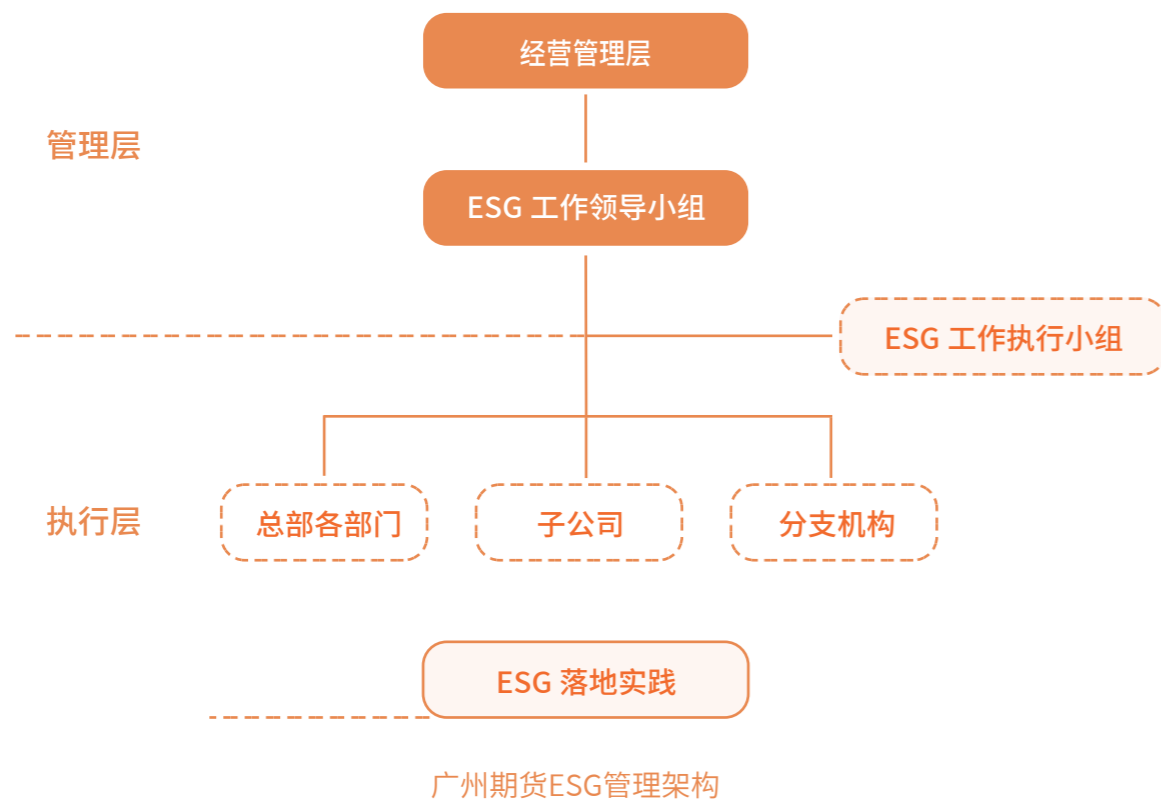 经营管理层
管理层
ESG 工作领导小组
ESG 工作执行小组
执行层
总部各部门
子公司
分支机构
ESG 落地实践
广州期货ESG管理架构